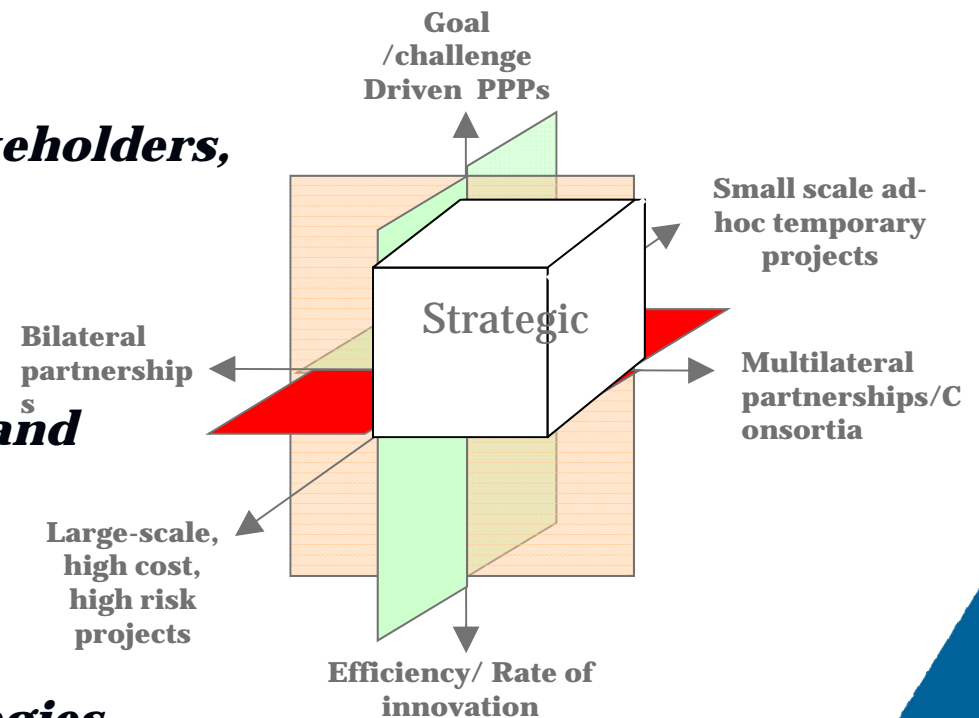 Goal
/challenge
Driven PPPs
eholders,
Small scale ad-
hoc temporary
projects
Strategic
Bilateral
partnership
s
Multilateral
partnerships/C
onsortia
and
Large-scale,
high cost,
high risk
projects
Efficiency/ Rate of
innovation
egies